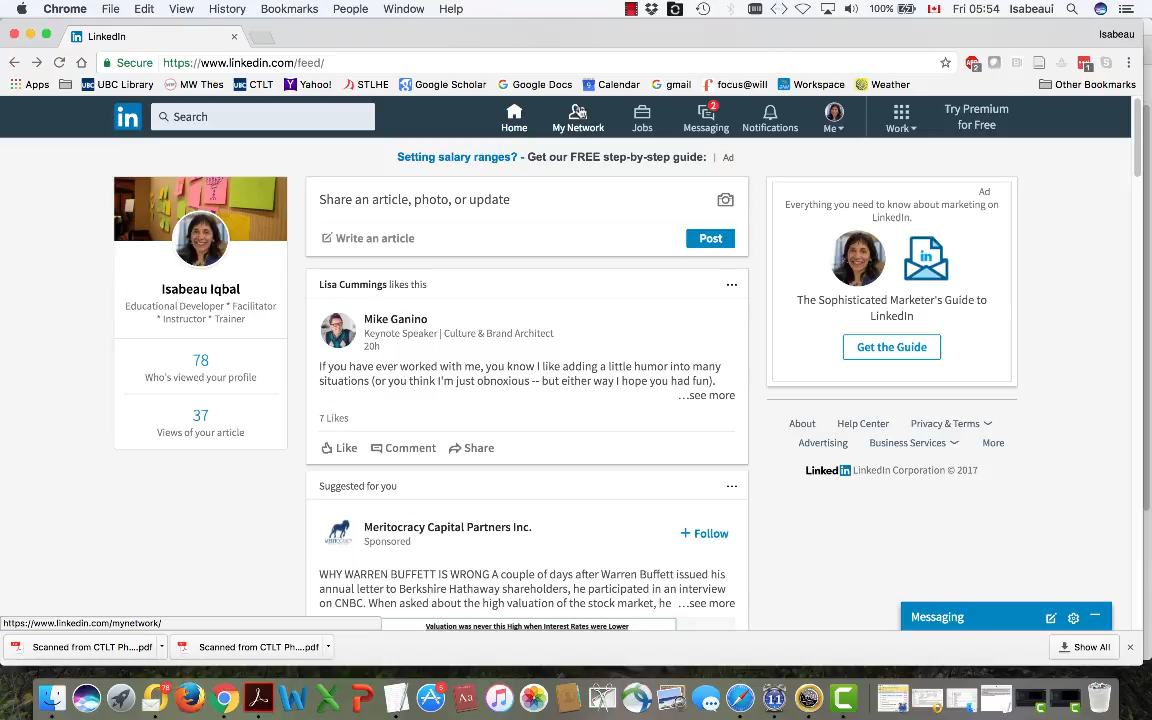 Chrome File Edit View History Bookmarks People Window Help 100% Fri 05:54 Isabeaui
LinkedIn × Isabeau
Secure https://www.linkedin.com/feed/
Apps UBC Library MW Thes CTLT Yahoo! STLHE Google Scholar Google Docs Calendar gmail focus@will Workspace Weather Other Bookmarks
in Search Home My Network Jobs 2 Messaging Notifications Me Work Try Premium for Free
Setting salary ranges? - Get our FREE step-by-step guide: | Ad
Isabeau Iqbal
Educational Developer * Facilitator
* Instructor * Trainer
78
Who's viewed your profile
37
Views of your article
Share an article, photo, or update
Write an article Post
Lisa Cummings likes this
Mike Ganino
Keynote Speaker | Culture & Brand Architect
20h
If you have ever worked with me, you know I like adding a little humor into many
situations (or you think I'm just obnoxious -- but either way I hope you had fun).
…see more
7 Likes
Like Comment Share
Suggested for you
Meritocracy Capital Partners Inc.
Sponsored
+ Follow
WHY WARREN BUFFETT IS WRONG A couple of days after Warren Buffett issued his
annual letter to Berkshire Hathaway shareholders, he participated in an interview
on CNBC. When asked about the high valuation of the stock market, he …see more
Valuation was never this High when Interest Rates were Lower
Ad
Everything you need to know about marketing on
LinkedIn.
in
The Sophisticated Marketer's Guide to
LinkedIn
Get the Guide
About Help Center Privacy & Terms
Advertising Business Services More
Linked in LinkedIn Corporation © 2017
Messaging
https://www.linkedin.com/mynetwork/
Scanned from CTLT Ph....pdf Scanned from CTLT Ph....pdf Show All
78 5 Aa 11